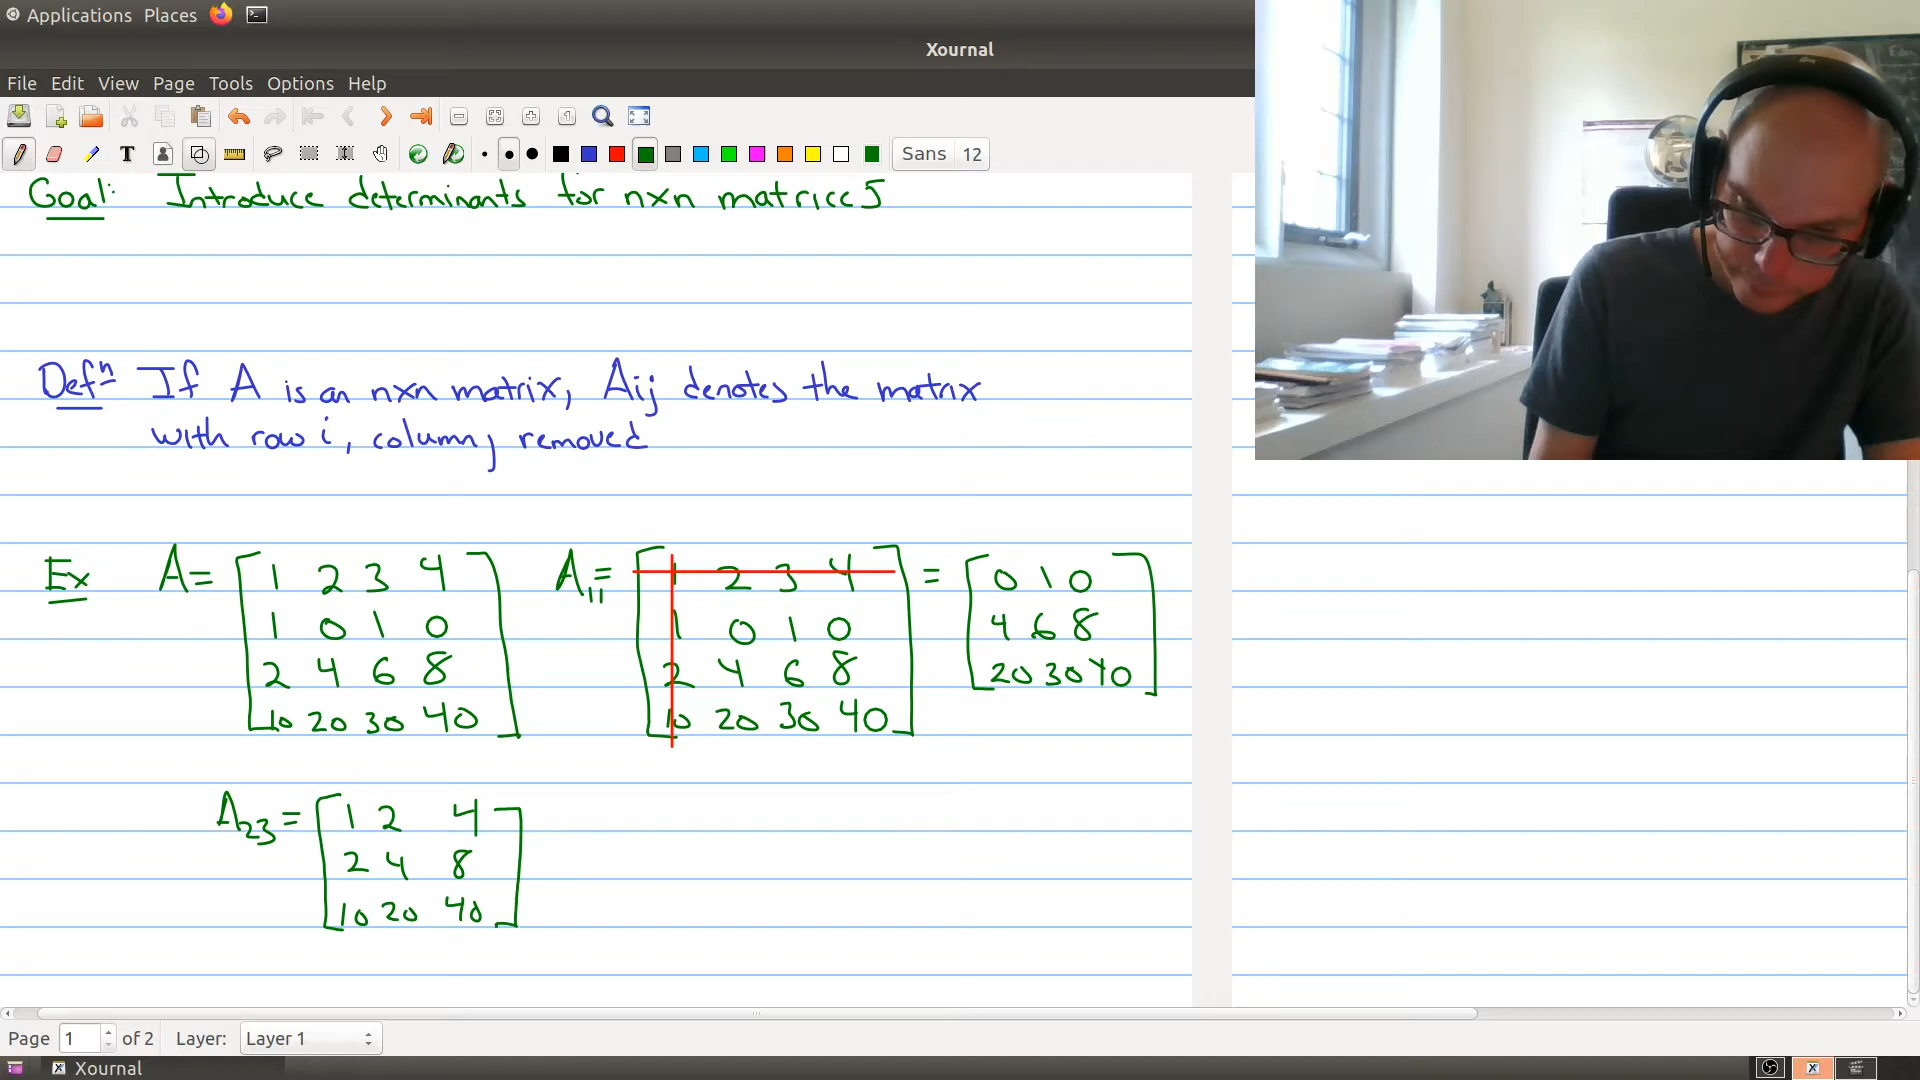 Applications Places
Xournal
File Edit View Page Tools Options Help
Sans 12
Goal: Introduce determinants for nxn matrices
Defⁿ If A is an nxn matrix, Aij denotes the matrix
with row i, column j removed
Ex A = [ 1 2 3 4 A₁₁ = [ 1 2 3 4 ] = [ 0 1 0
1 0 1 0 1 0 1 0 4 6 8
2 4 6 8 2 4 6 8 20 30 40 ]
10 20 30 40 ] 10 20 30 40 ]
A₂₃ = [ 1 2 4
2 4 8
10 20 40 ]
Page 1 of 2 Layer: Layer 1
Xournal